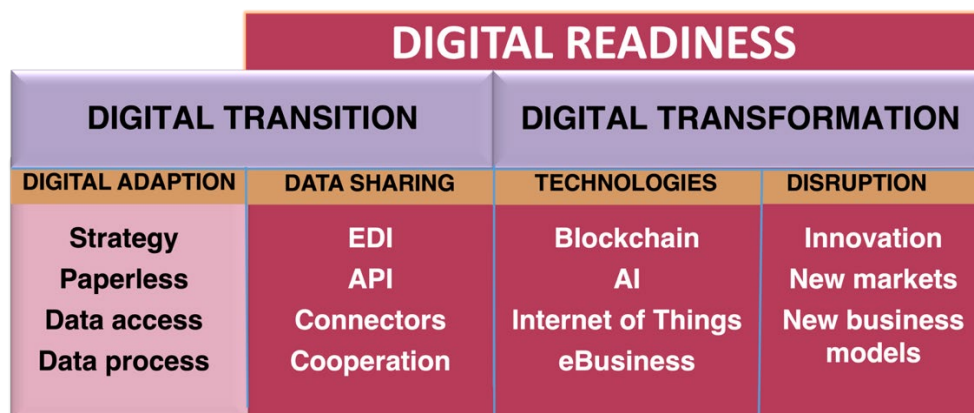 DIGITAL READINESS
DIGITAL TRANSITION
DIGITAL TRANSFORMATION
DIGITAL ADAPTION
DATA SHARING
TECHNOLOGIES
DISRUPTION
Strategy
Paperless
Data access
Data process
EDI
API
Connectors
Cooperation
Blockchain
AI
Internet of Things
eBusiness
Innovation
New markets
New business
models